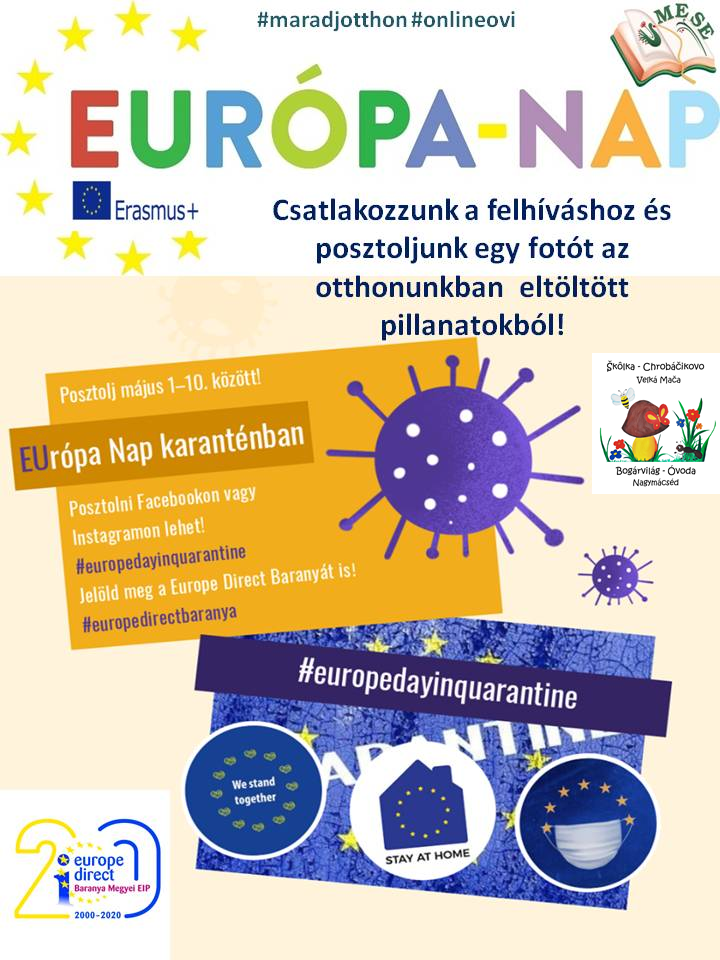 #maradjotthon #onlineovi
MESE
EURÓPA-NAP
Erasmus+
Csatlakozzunk a felhíváshoz és
posztoljunk egy fotót az
otthonunkban eltöltött
pillanatokból!
Posztolj május 1–10. között!
EUrópa Nap karanténban
Posztolni Facebookon vagy
Instagramon lehet!
#europedayinquarantine
Jelöld meg a Europe Direct Baranyát is!
#europedirectbaranya
Škôlka - Chrobáčikovo
Veľká Mača
Bogárvilág - Óvoda
Nagymácséd
#europedayinquarantine
We stand
together
STAY AT HOME
20
europe
direct
Baranya Megyei EIP
2000-2020